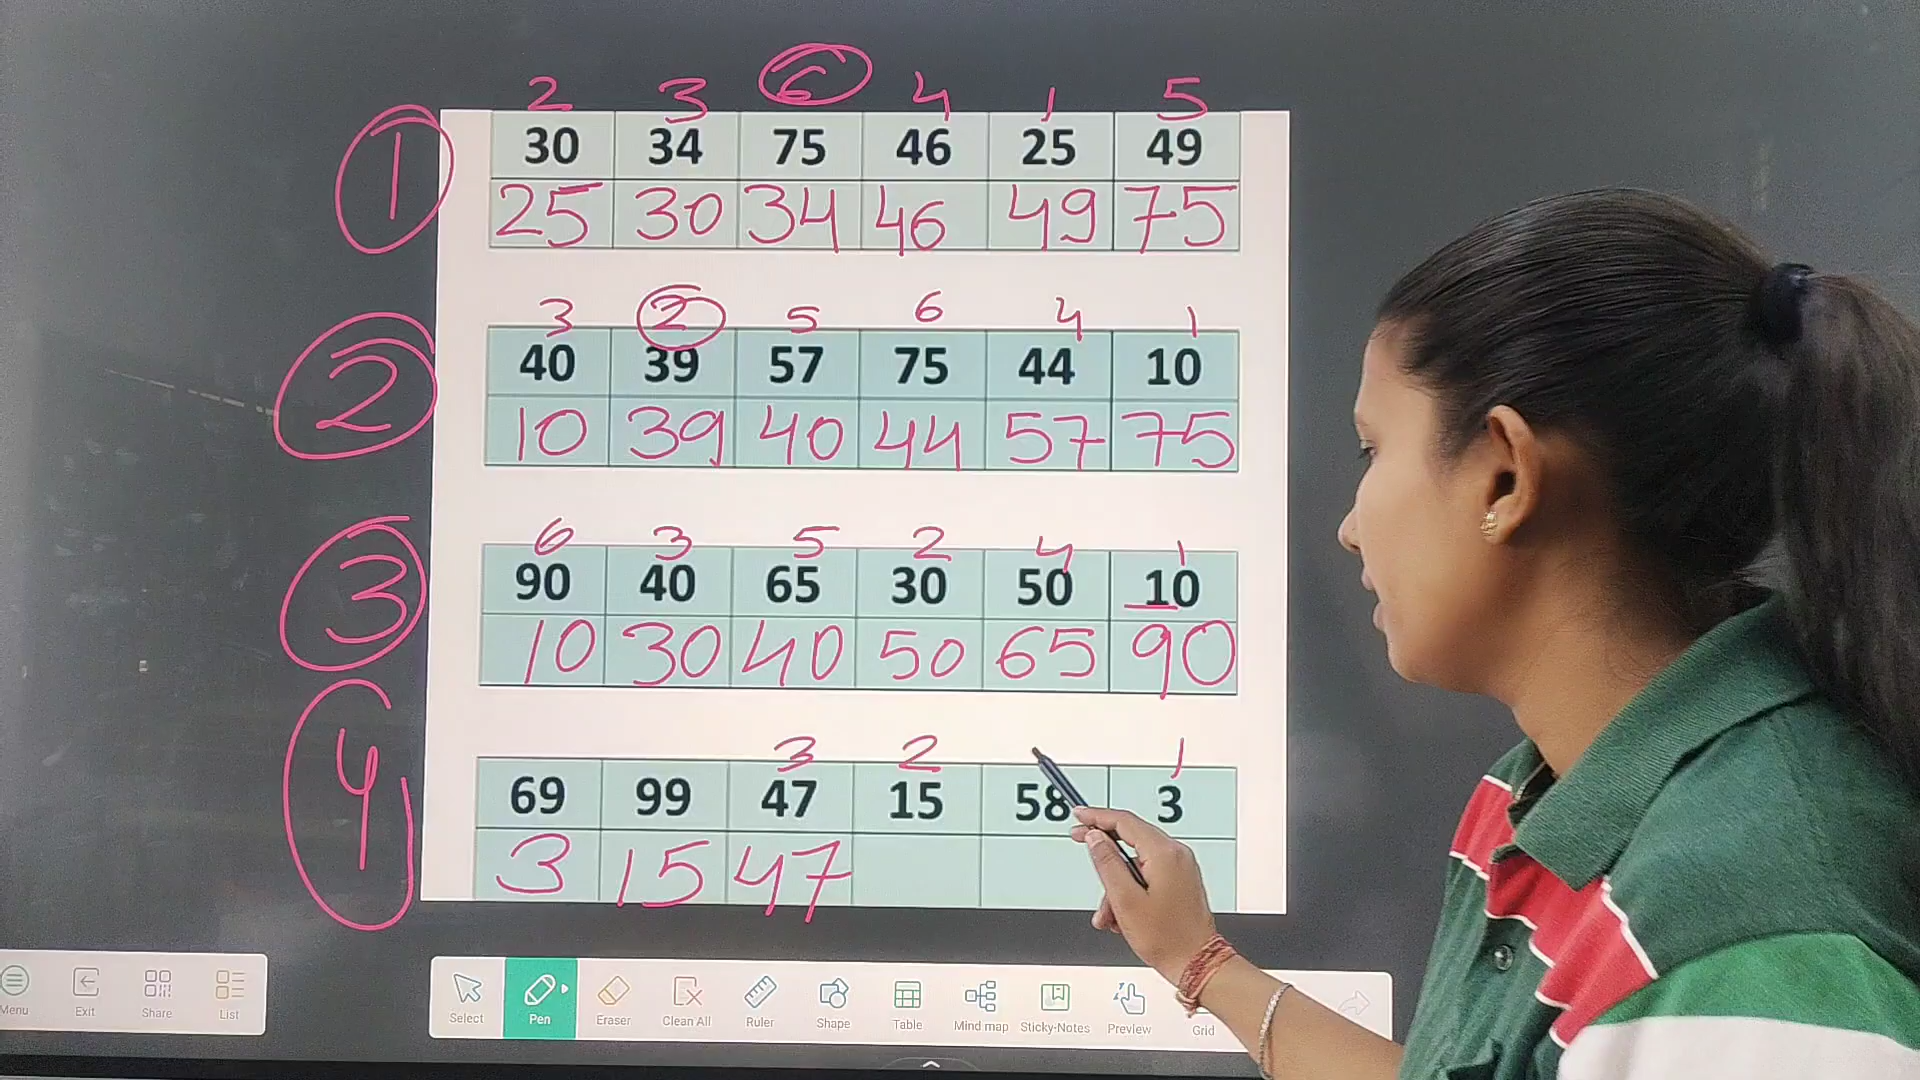 2 3 6 4 1 5
1
30 34 75 46 25 49
25 30 34 46 49 75
3 2 5 6 4 1
2
40 39 57 75 44 10
10 39 40 44 57 75
6 3 5 2 4 1
3
90 40 65 30 50 10
10 30 40 50 65 90
3 2 1
4
69 99 47 15 58 3
3 15 47
Menu Exit Share List
Select Pen Eraser Clean All Ruler Shape Table Mind map Sticky-Notes Preview Grid